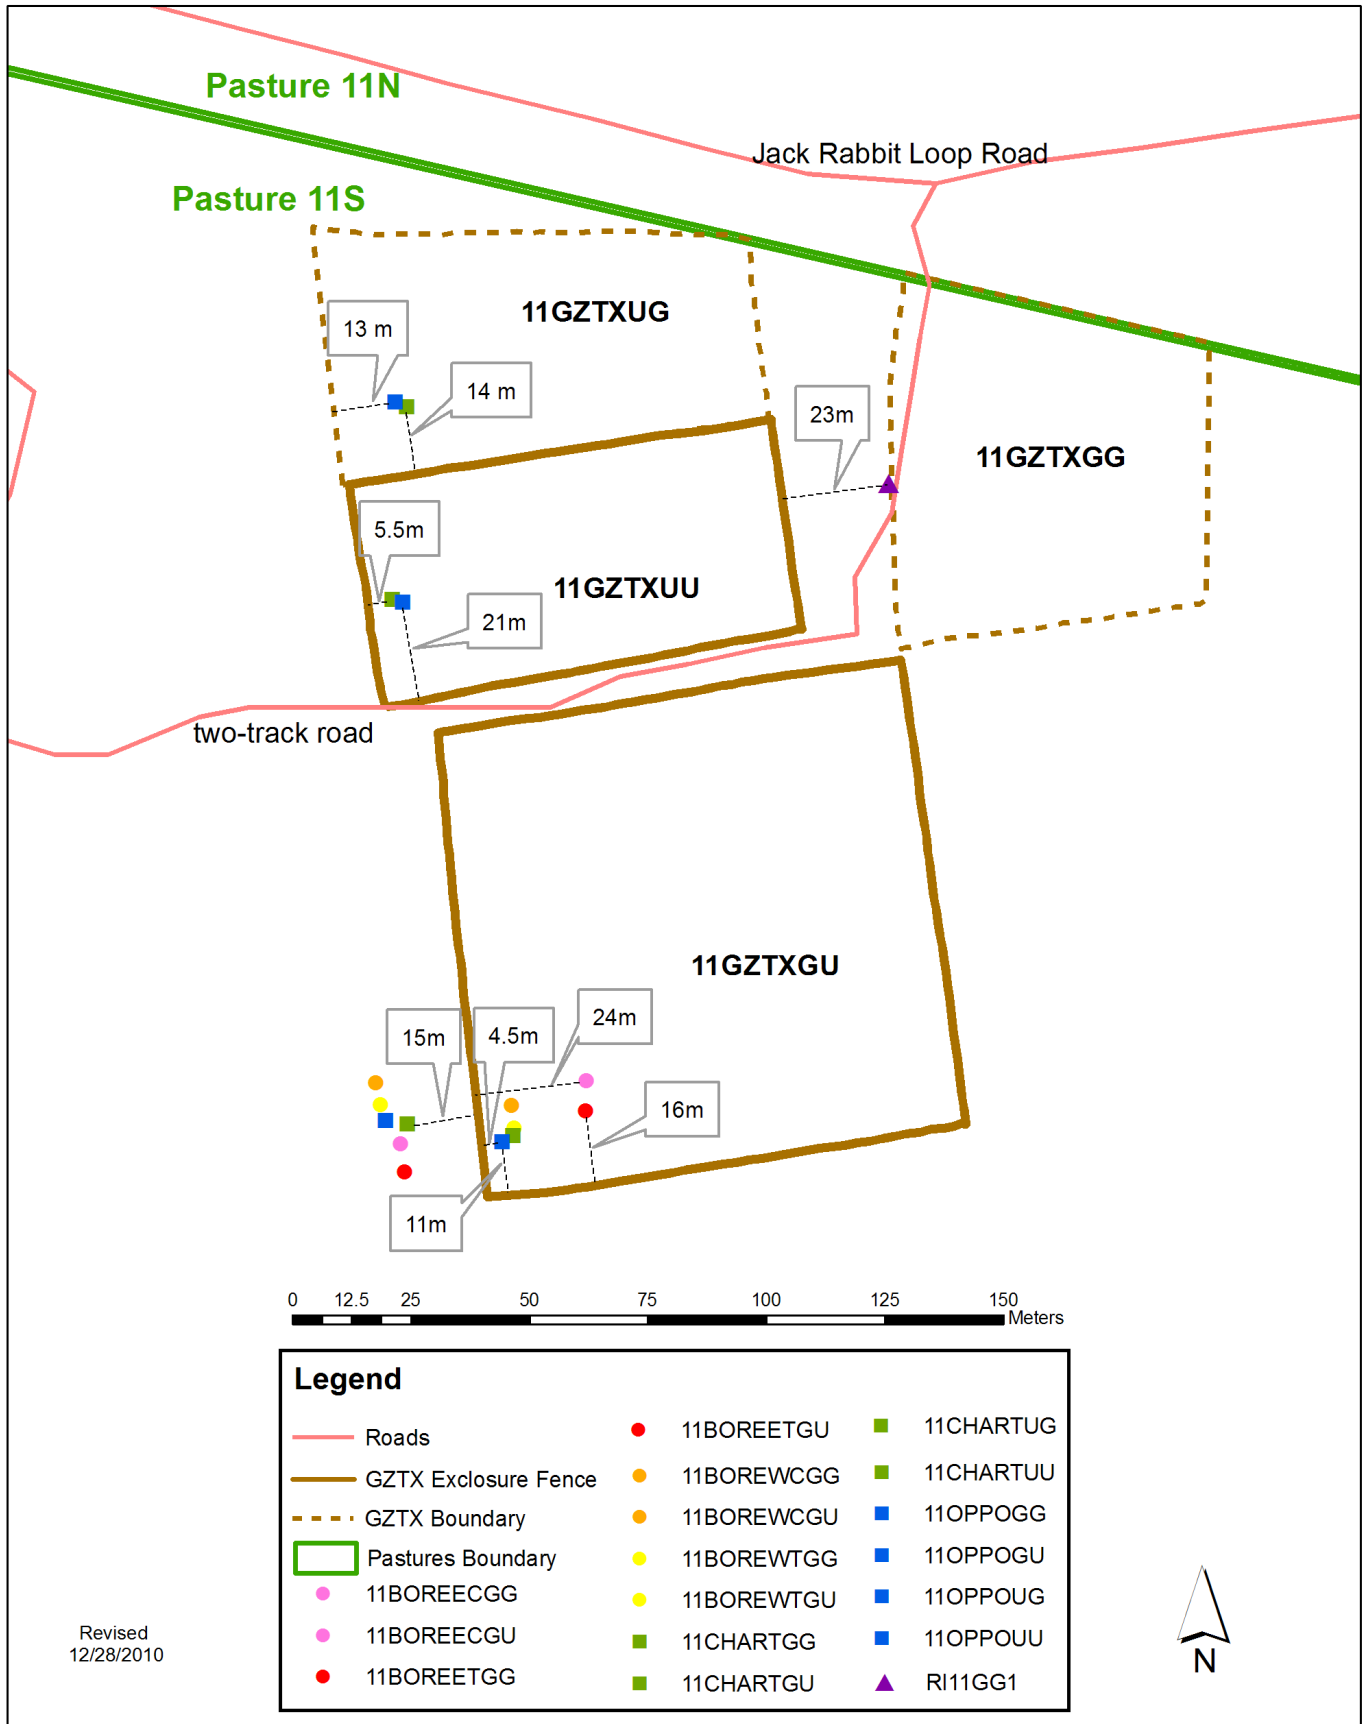 Pasture 11N
Jack Rabbit Loop Road
Pasture 11S
11GZTXUG
13 m
14 m
23m
11GZTXGG
5.5m
11GZTXUU
21m
two-track road
11GZTXGU
24m
15m
4.5m
16m
11m
0 12.5 25 50 75 100 125 150
Meters
Legend
Roads
GZTX Exclosure Fence
GZTX Boundary
Pastures Boundary
11BOREECGG
11BOREECGU
11BOREETGG
11BOREETGU
11BOREWCGG
11BOREWCGU
11BOREWTGG
11BOREWTGU
11CHARTGG
11CHARTGU
11CHARTUG
11CHARTUU
11OPPOGG
11OPPOGU
11OPPOUG
11OPPOUU
RI11GG1
Revised
12/28/2010
N